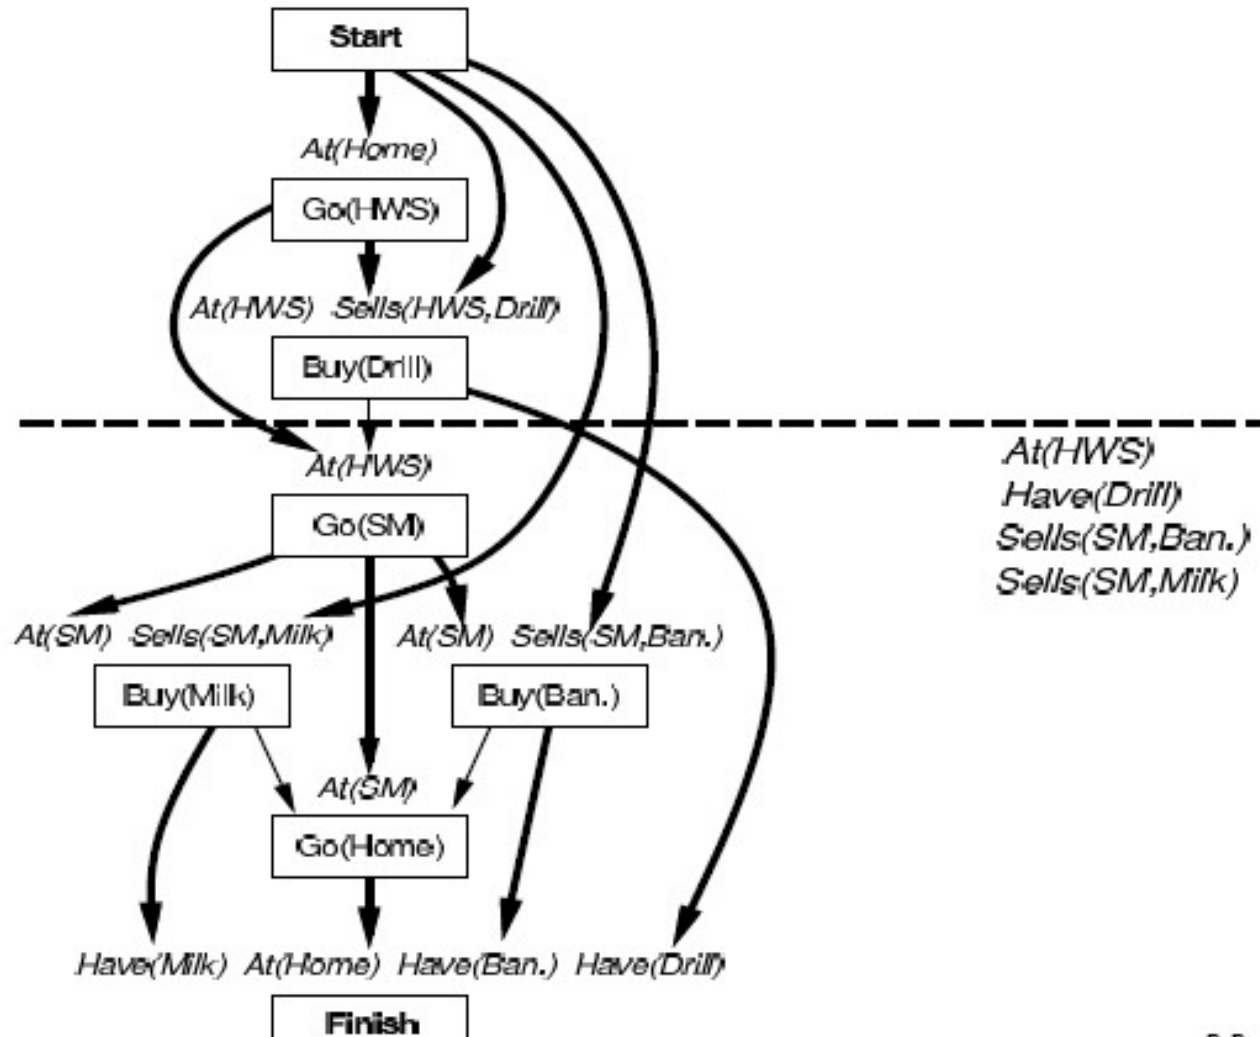 Start
At(Home)
Go(HWS)
At(HWS) Sells(HWS,Drill)
Buy(Drill)
At(HWS)
Go(SM)
At(SM) Sells(SM,Milk) At(SM) Sells(SM,Ban.)
Buy(Milk) Buy(Ban.)
At(SM)
Go(Home)
Have(Milk) At(Home) Have(Ban.) Have(Drill)
Finish
At(HWS)
Have(Drill)
Sells(SM,Ban.)
Sells(SM,Milk)